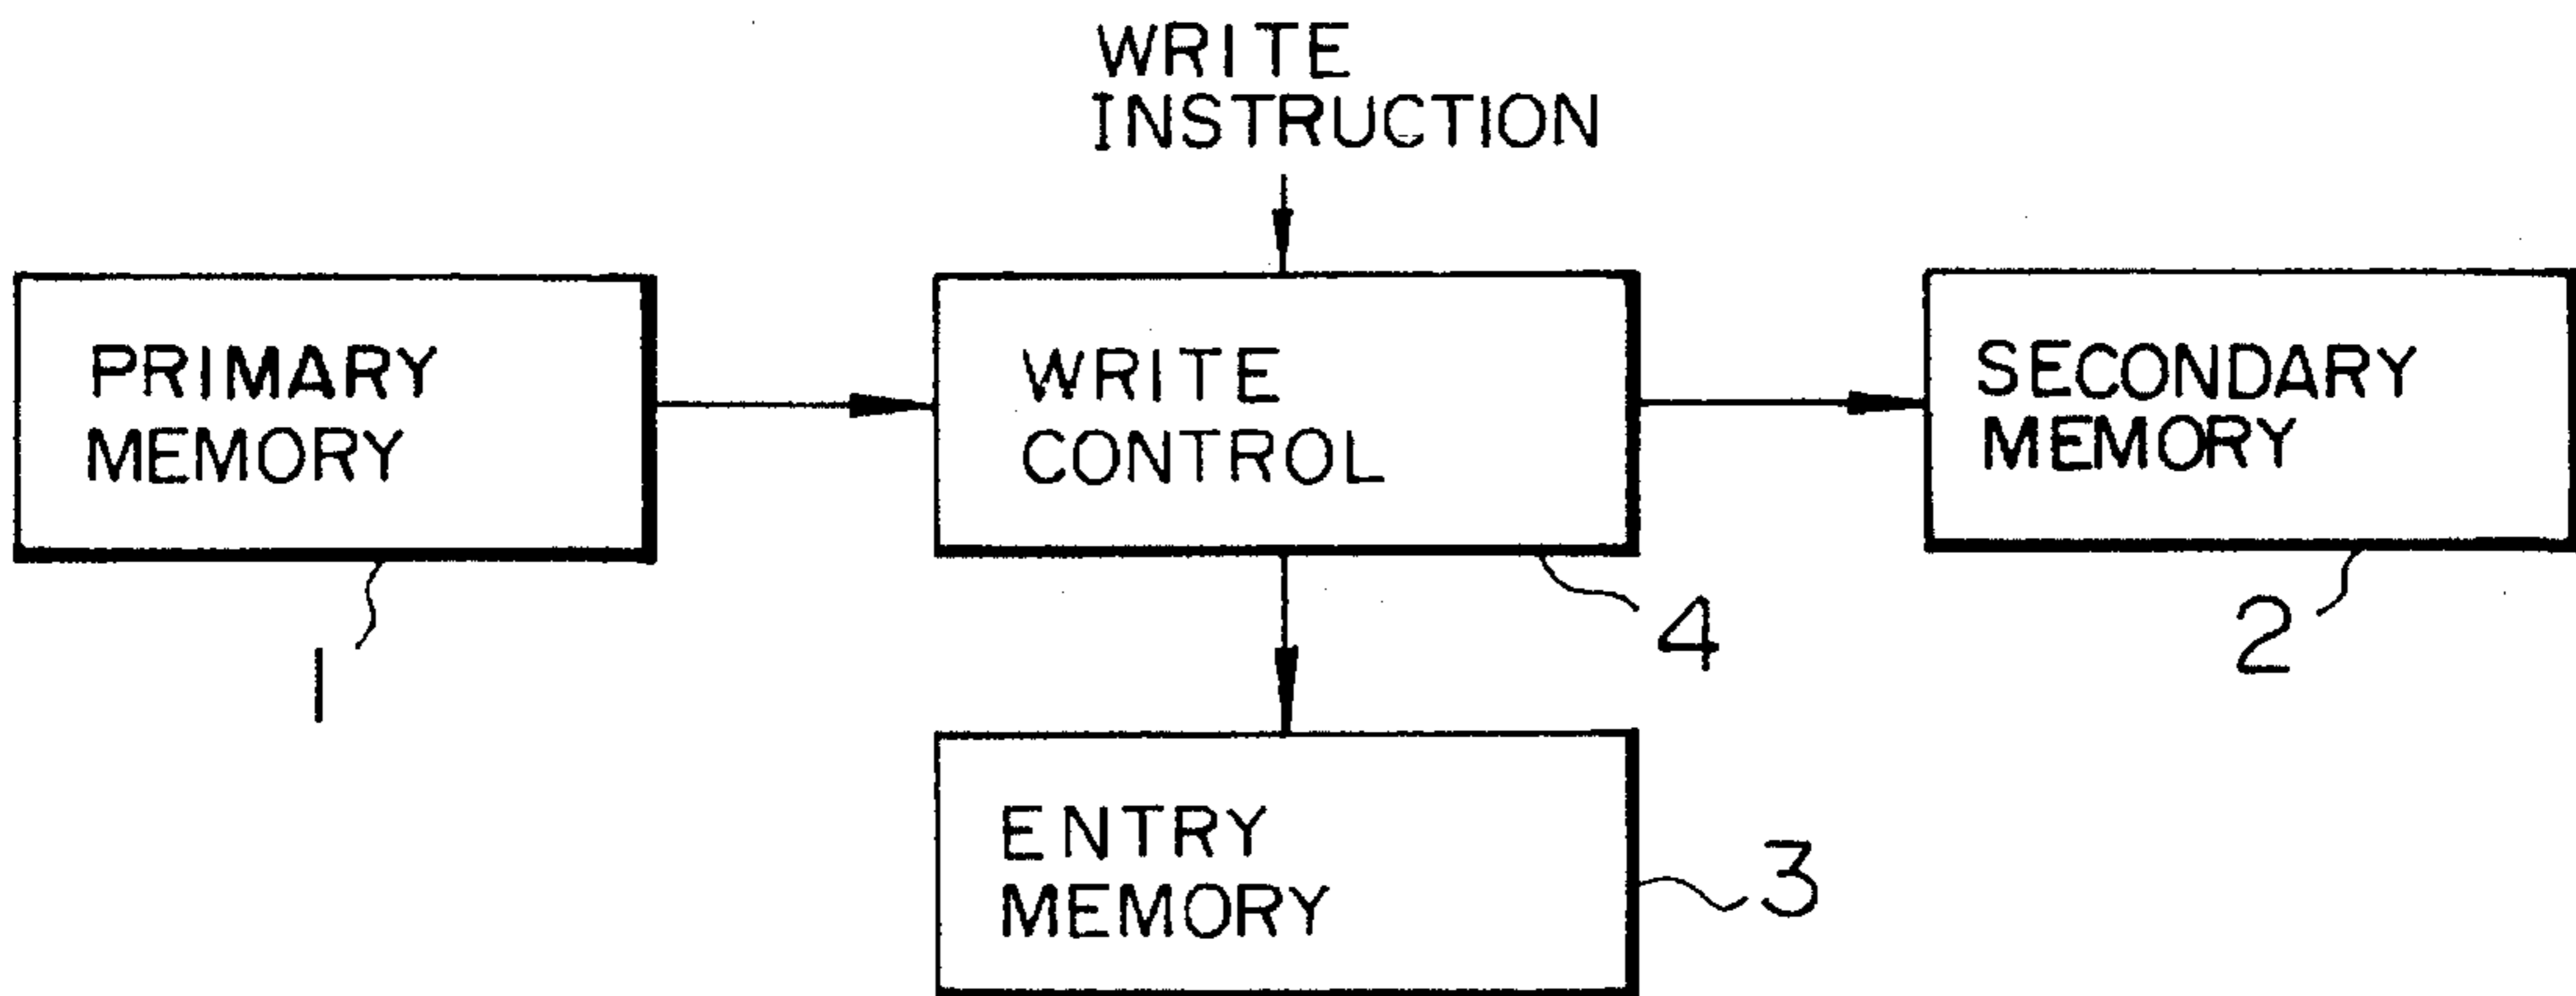 WRITE
INSTRUCTION
PRIMARY
MEMORY
WRITE
CONTROL
SECONDARY
MEMORY
1
4
2
ENTRY
MEMORY
3